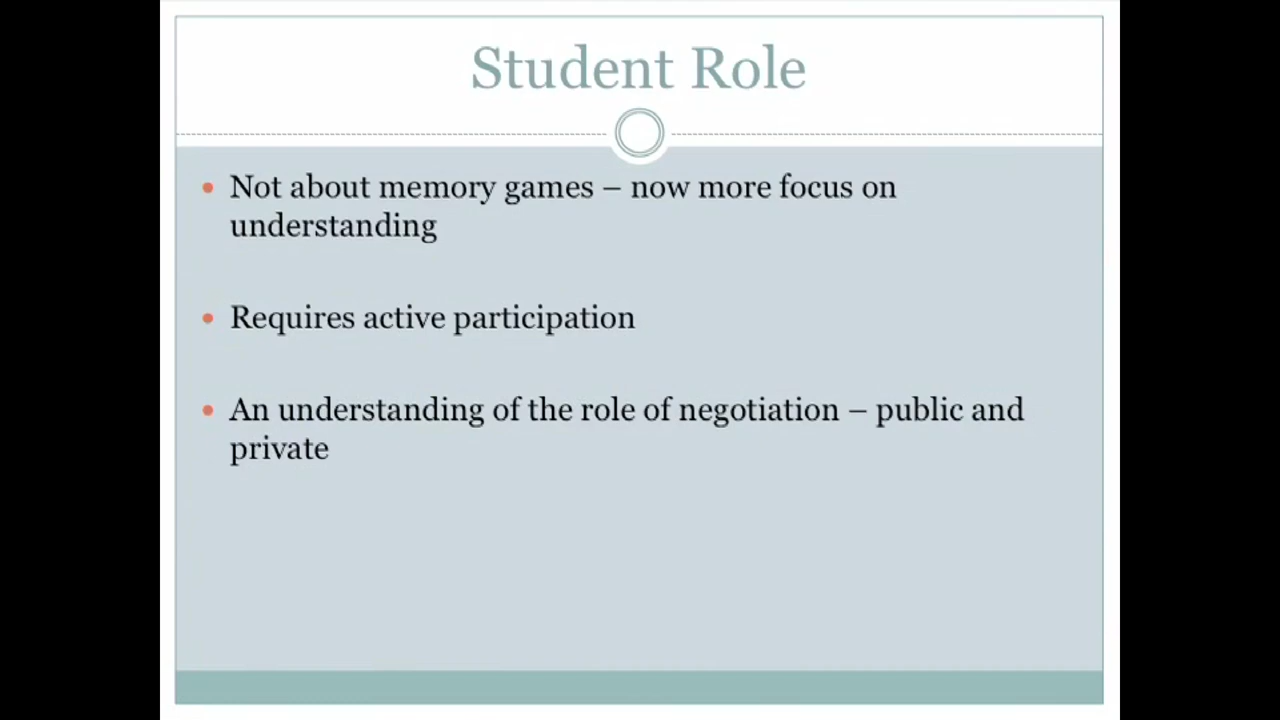 Student Role
• Not about memory games – now more focus on
understanding
• Requires active participation
• An understanding of the role of negotiation – public and
private